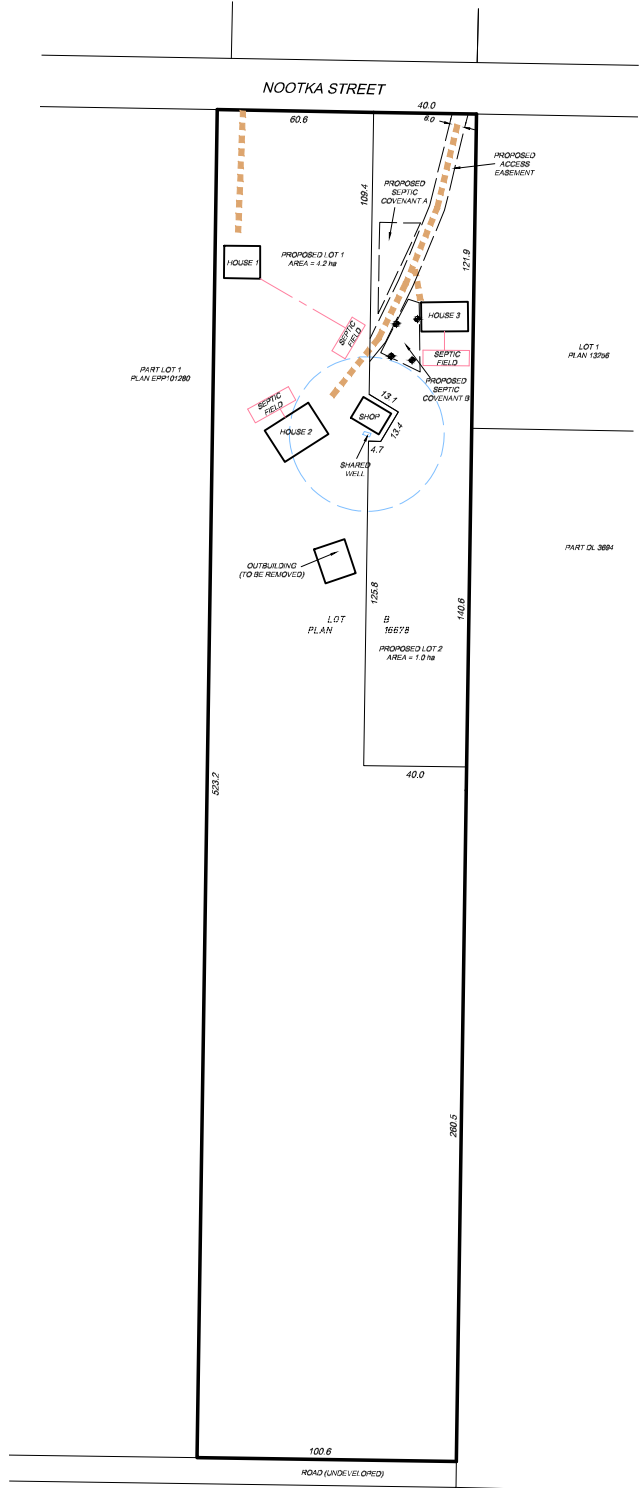 NOOTKA STREET
40.0
60.6
6.0
PROPOSED
ACCESS
EASEMENT
109.4
PROPOSED
SEPTIC
COVENANT A
121.9
PROPOSED LOT 1
AREA = 4.2 ha
HOUSE 1
HOUSE 3
SEPTIC
FIELD
SEPTIC
FIELD
LOT 1
PLAN 13256
PART LOT 1
PLAN EPP101280
PROPOSED
SEPTIC
COVENANT B
SEPTIC
FIELD
13.1
SHOP
HOUSE 2
13.4
4.7
SHARED
WELL
PART DL 3694
OUTBUILDING
(TO BE REMOVED)
125.8
140.6
LOT B
PLAN 16678
PROPOSED LOT 2
AREA = 1.0 ha
40.0
523.2
260.5
100.6
ROAD (UNDEVELOPED)